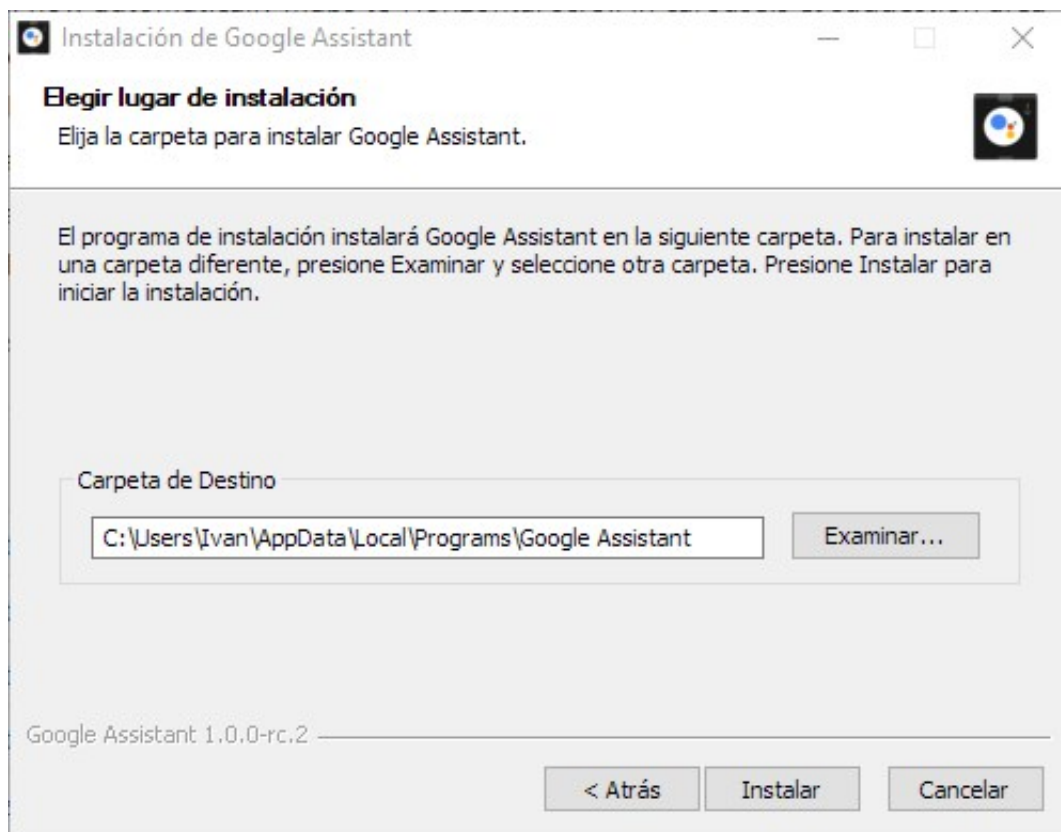 Instalación de Google Assistant
Elegir lugar de instalación
Elija la carpeta para instalar Google Assistant.
El programa de instalación instalará Google Assistant en la siguiente carpeta. Para instalar en
una carpeta diferente, presione Examinar y seleccione otra carpeta. Presione Instalar para
iniciar la instalación.
Carpeta de Destino
C:\Users\Ivan\AppData\Local\Programs\Google Assistant
Examinar...
Google Assistant 1.0.0-rc.2
< Atrás
Instalar
Cancelar